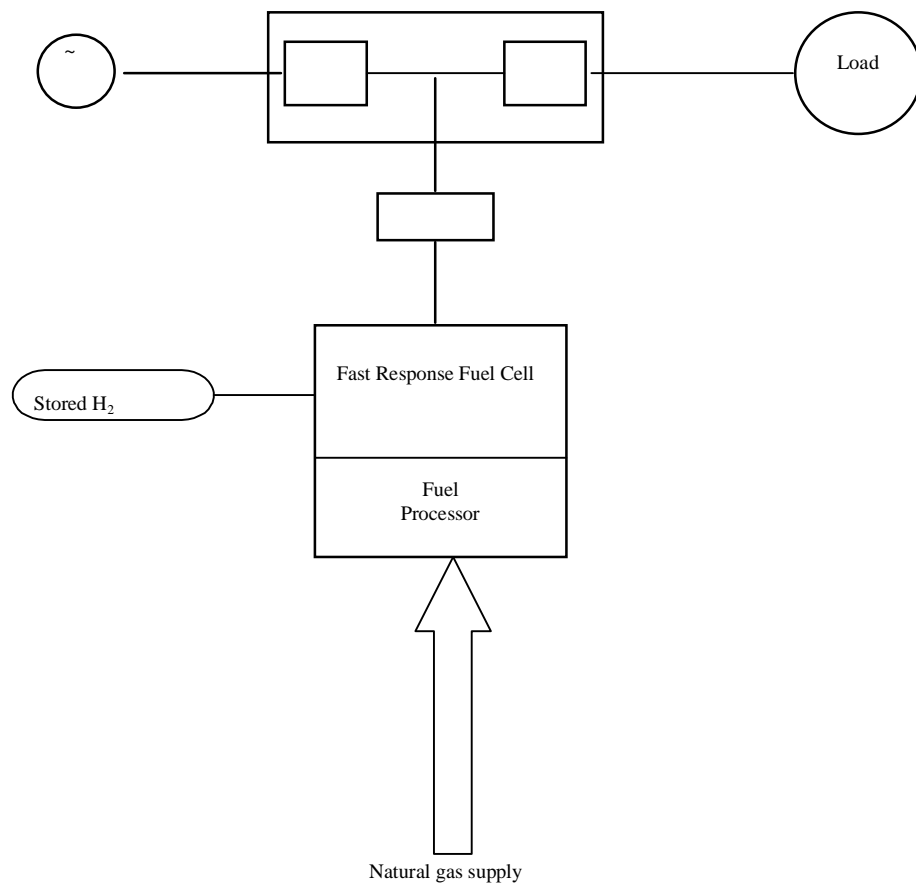 ~
Load
Fast Response Fuel Cell
Stored H₂
Fuel
Processor
Natural gas supply